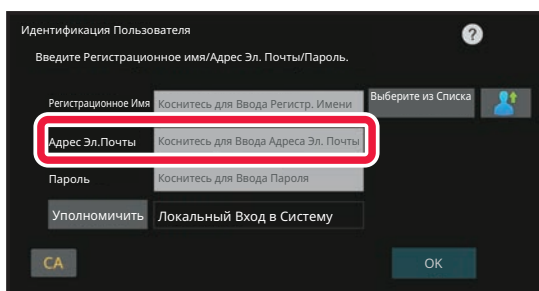 Идентификация Пользователя
?
Введите Регистрационное имя/Адрес Эл. Почты/Пароль.
Регистрационное Имя Коснитесь для Ввода Регистр. Имени Выберите из Списка
Адрес Эл.Почты Коснитесь для Ввода Адреса Эл. Почты
Пароль Коснитесь для Ввода Пароля
Уполномичить Локальный Вход в Систему
CA OK